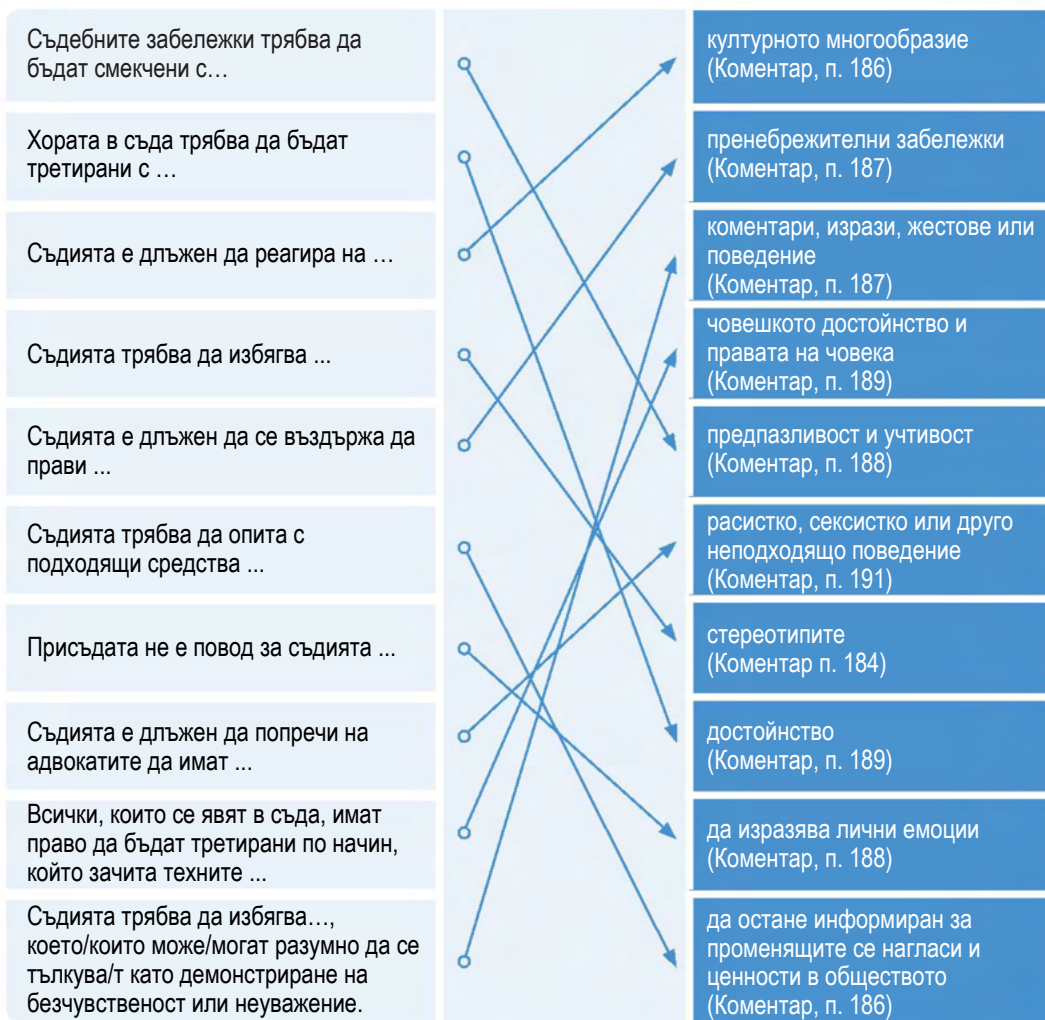 Съдебните забележки трябва да
бъдат смекчени с…
Хората в съда трябва да бъдат
третирани с …
Съдията е длъжен да реагира на …
Съдията трябва да избягва ...
Съдията е длъжен да се въздържа да
прави ...
Съдията трябва да опита с
подходящи средства ...
Присъдата не е повод за съдията ...
Съдията е длъжен да попречи на
адвокатите да имат ...
Всички, които се явят в съда, имат
право да бъдат третирани по начин,
който зачита техните ...
Съдията трябва да избягва…,
което/които може/могат разумно да се
тълкува/т като демонстриране на
безчувственост или неуважение.
културното многообразие
(Коментар, п. 186)
пренебрежителни забележки
(Коментар, п. 187)
коментари, изрази, жестове или
поведение
(Коментар, п. 187)
човешкото достойнство и
правата на човека
(Коментар, п. 189)
предпазливост и учтивост
(Коментар, п. 188)
расистко, сексистко или друго
неподходящо поведение
(Коментар, п. 191)
стереотипите
(Коментар п. 184)
достойнство
(Коментар, п. 189)
да изразява лични емоции
(Коментар, п. 188)
да остане информиран за
променящите се нагласи и
ценности в обществото
(Коментар, п. 186)